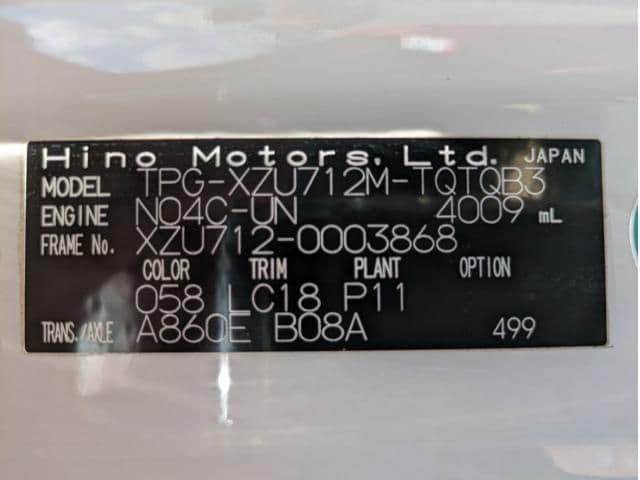 Hino Motors, Ltd. JAPAN
MODEL TPG-XZU712M-TQTQB3
ENGINE N04C-UN 4009 mL
FRAME No. XZU712-0003868
COLOR TRIM PLANT OPTION
058 LC18 P11
TRANS./AXLE A860E B08A 499